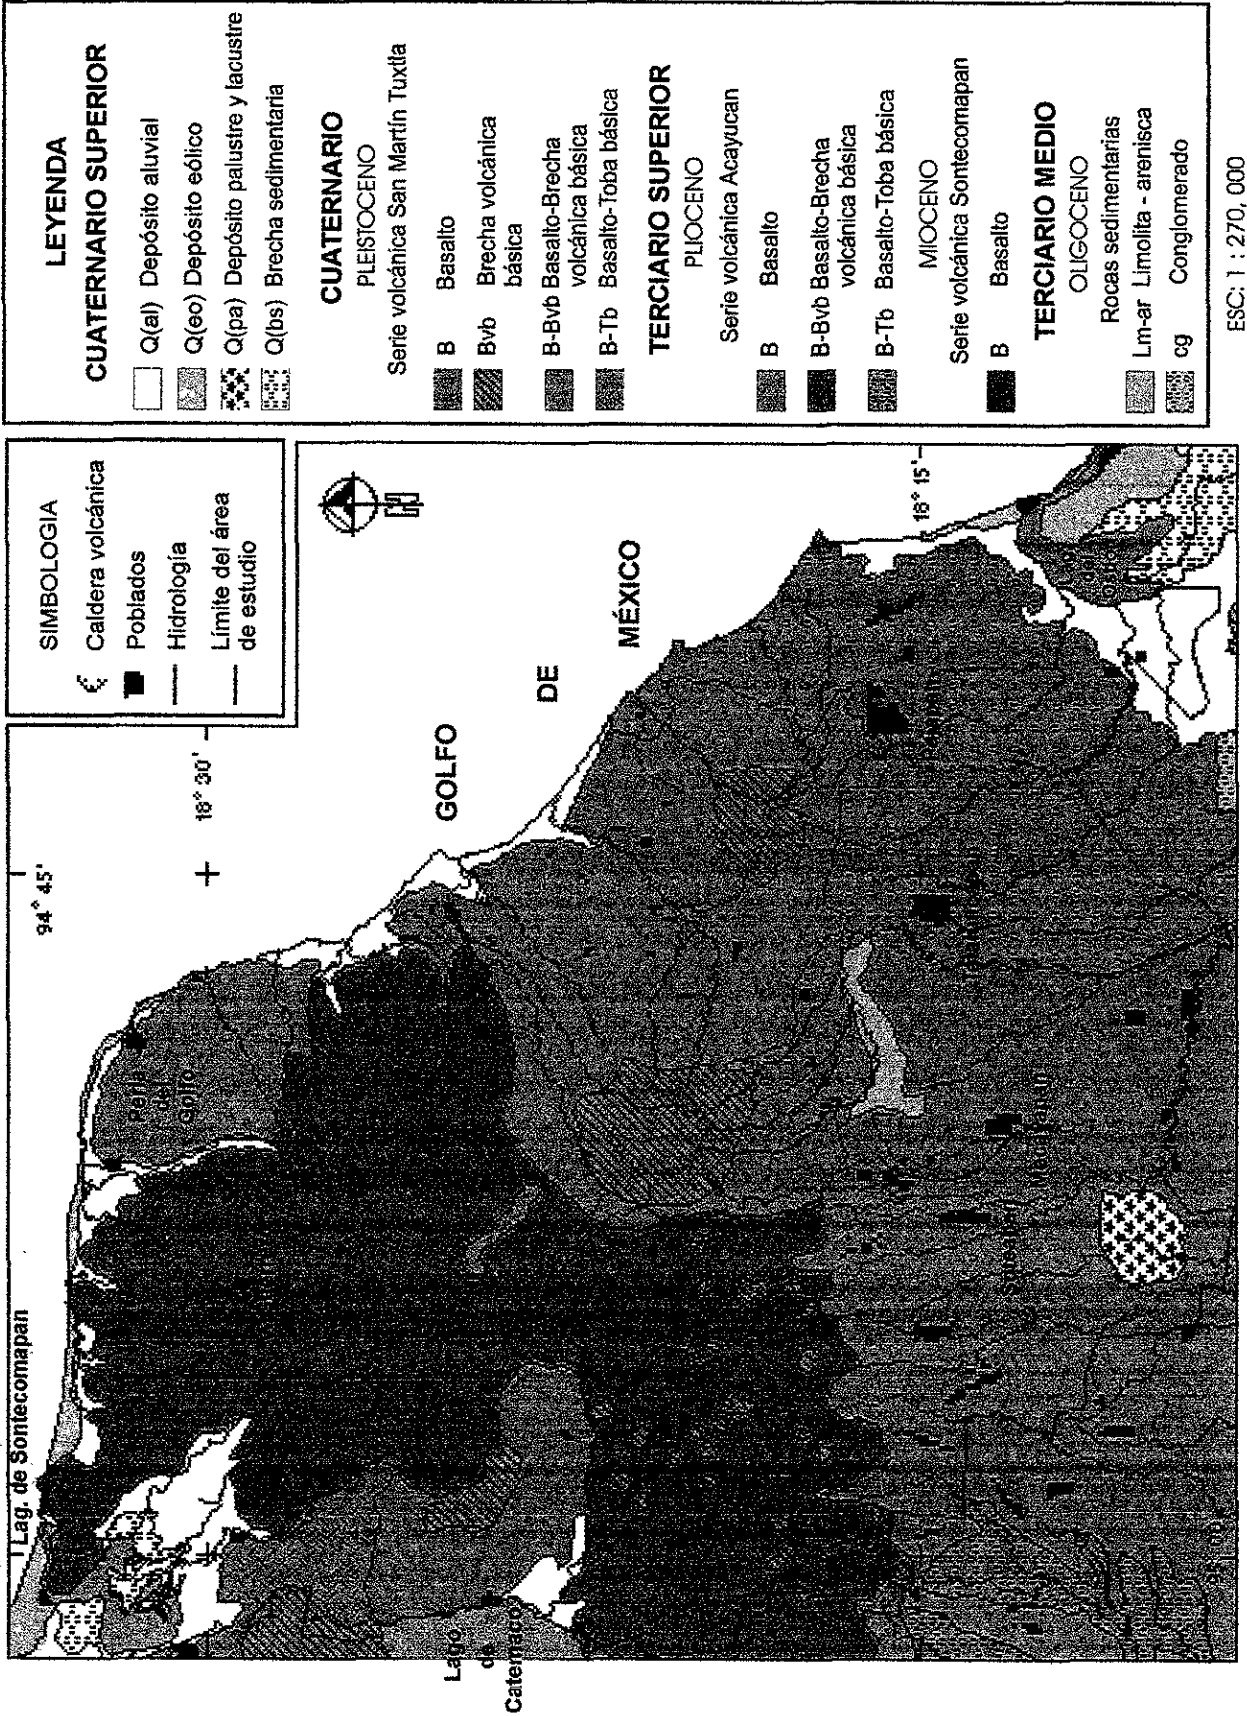 LEYENDA
CUATERNARIO SUPERIOR
Q(al) Depósito aluvial
Q(eo) Depósito eólico
Q(pa) Depósito palustre y lacustre
Q(bs) Brecha sedimentaria
CUATERNARIO
PLEISTOCENO
Serie volcánica San Martín Tuxtla
B Basalto
Bvb Brecha volcánica
básica
B-Bvb Basalto-Brecha
volcánica básica
B-Tb Basalto-Toba básica
TERCIARIO SUPERIOR
PLIOCENO
Serie volcánica Acayucan
B Basalto
B-Bvb Basalto-Brecha
volcánica básica
B-Tb Basalto-Toba básica
MIOCENO
Serie volcánica Sontecomapan
B Basalto
TERCIARIO MEDIO
OLIGOCENO
Rocas sedimentarias
Lm-ar Limolita - arenisca
cg Conglomerado
ESC: 1 : 270, 000
SIMBOLOGIA
Caldera volcánica
Poblados
Hidrología
Límite del área
de estudio
Lag. de Sontecomapan
94° 45'
18° 30'
18° 15'
GOLFO
DE
MÉXICO
Perla
del
Golfo
Lago
de
Catemaco